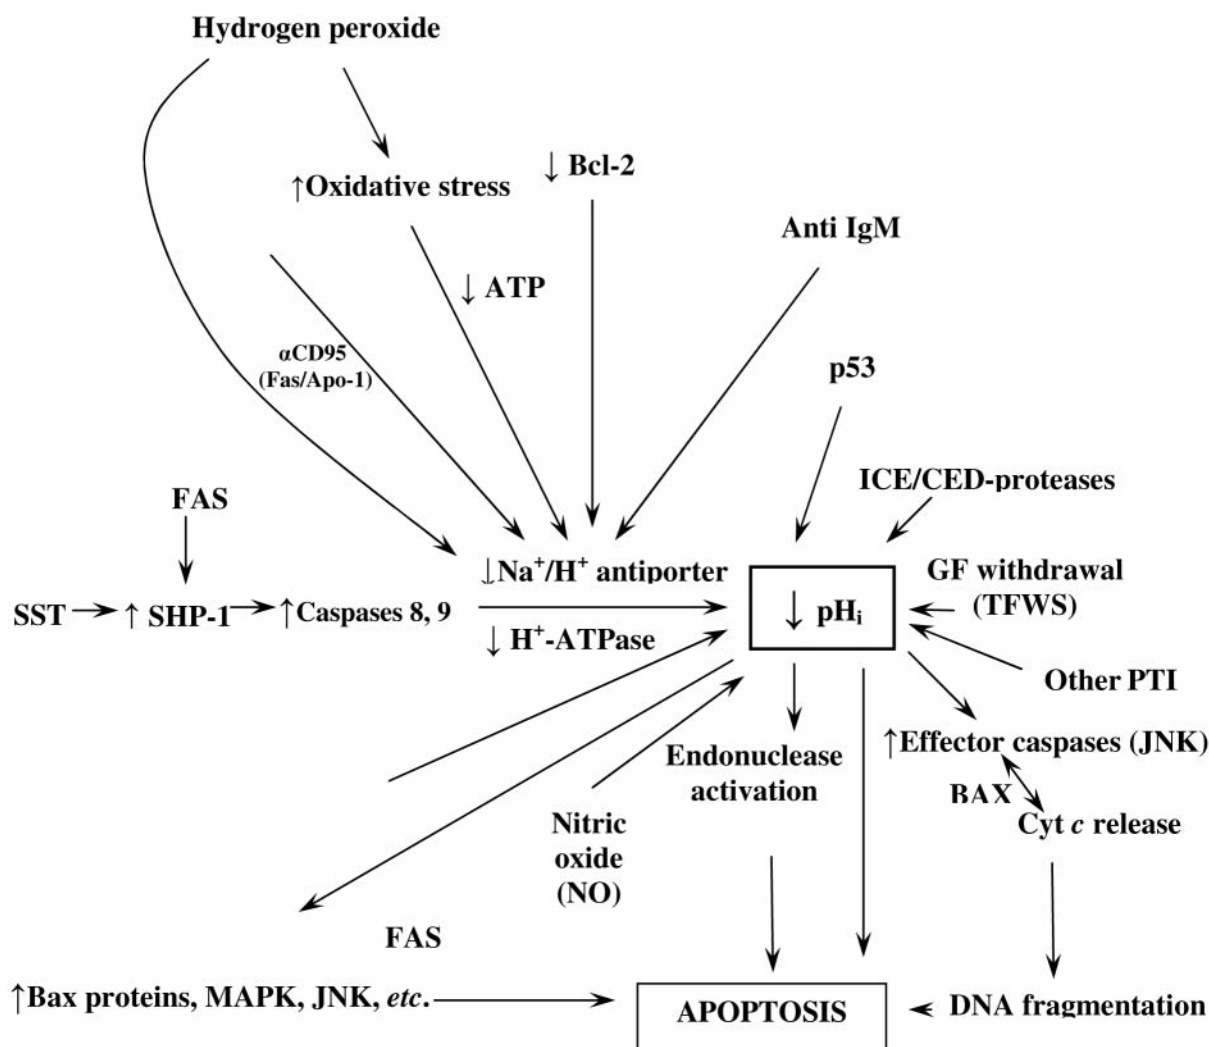 Hydrogen peroxide
↓ Bcl-2
↑Oxidative stress
Anti IgM
↓ ATP
αCD95
(Fas/Apo-1)
p53
ICE/CED-proteases
FAS
↓Na⁺/H⁺ antiporter
GF withdrawal
(TFWS)
SST
↑ SHP-1
↑Caspases 8, 9
↓ pHᵢ
↓ H⁺-ATPase
Other PTI
↑Effector caspases (JNK)
Endonuclease
activation
BAX
Cyt c release
Nitric
oxide
(NO)
FAS
↑Bax proteins, MAPK, JNK, etc.
APOPTOSIS
DNA fragmentation